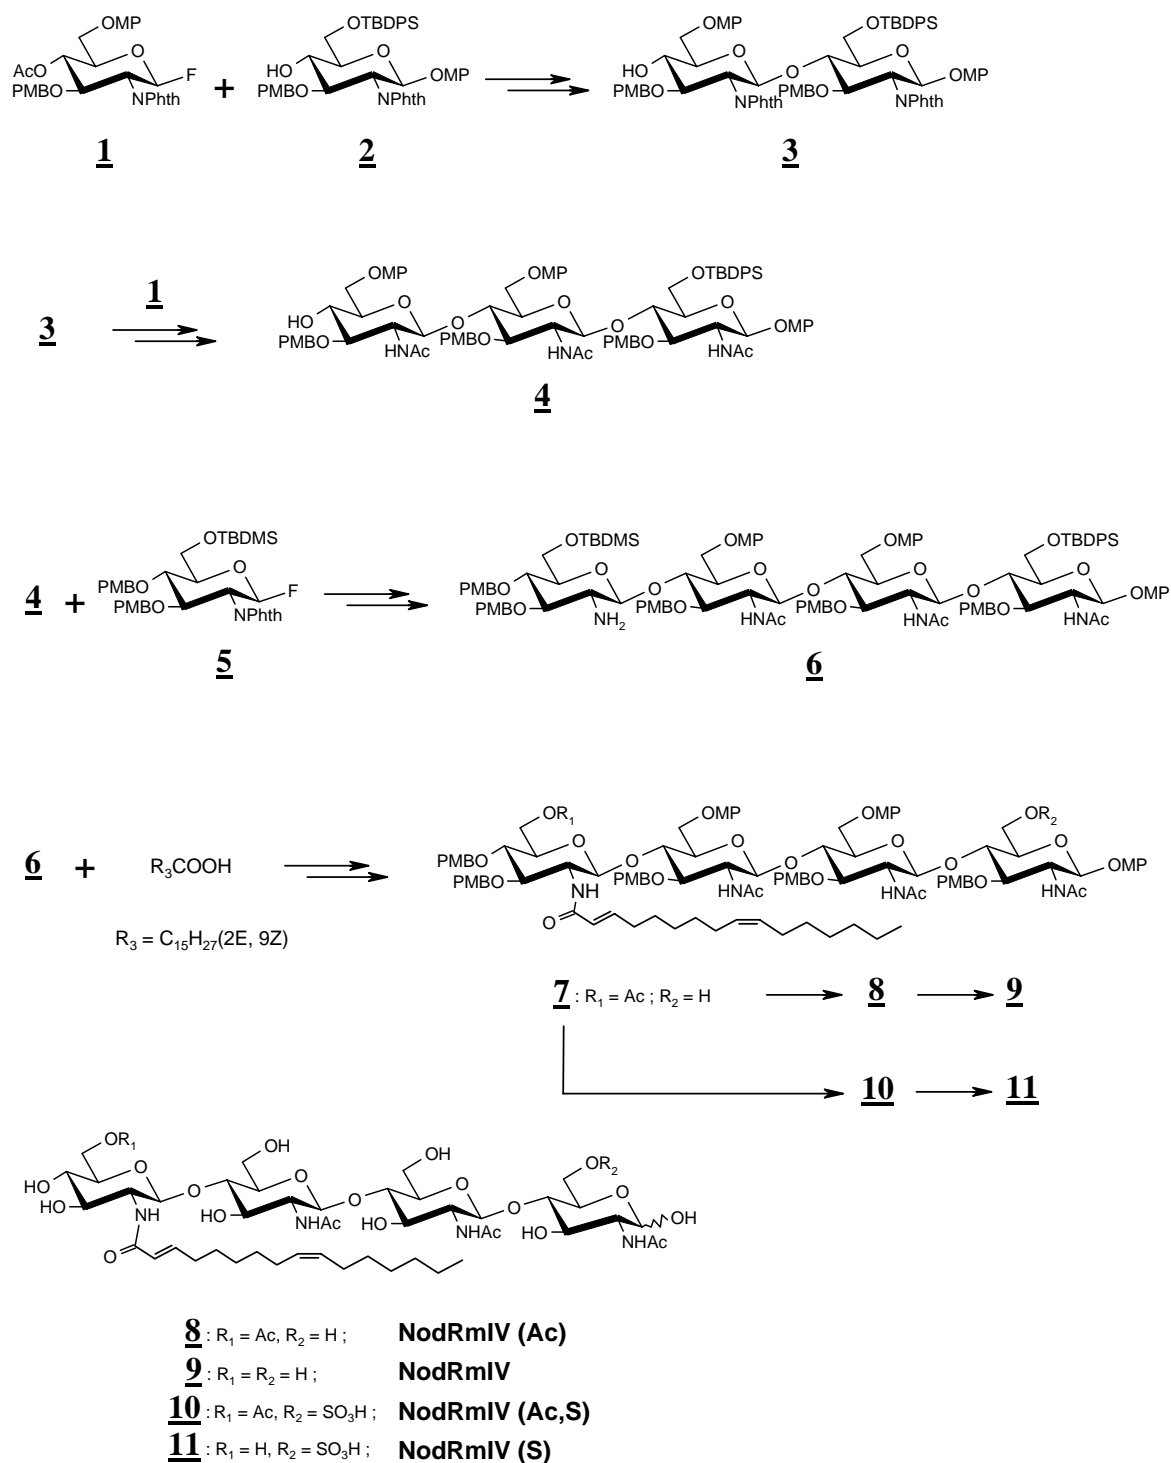 OMP
OTBDPS
OMP
OTBDPS
AcO
O
F
PMBO
NPhth
+
HO
O
OMP
PMBO
NPhth
HO
O
O
PMBO
NPhth
O
PMBO
OMP
NPhth
1
2
3
OMP
OMP
OTBDPS
3
1
HO
O
O
O
O
O
OMP
PMBO
HNAc
PMBO
HNAc
PMBO
HNAc
4
OTBDMS
OTBDMS
OMP
OMP
OTBDPS
4
+
PMBO
O
F
PMBO
NPhth
PMBO
O
O
O
O
O
O
O
OMP
PMBO
NH2
PMBO
HNAc
PMBO
HNAc
PMBO
HNAc
5
6
OR1
OMP
OMP
OR2
6
+
R3COOH
PMBO
O
O
O
O
O
O
O
OMP
PMBO
NH
PMBO
HNAc
PMBO
HNAc
PMBO
HNAc
O
R3 = C15H27(2E, 9Z)
7 : R1 = Ac ; R2 = H
8
9
10
11
OR1
OH
OH
OR2
HO
O
O
O
O
O
O
O
OH
HO
NH
HO
HNAc
HO
HNAc
HO
HNAc
O
8 : R1 = Ac, R2 = H ; NodRmIV (Ac)
9 : R1 = R2 = H ; NodRmIV
10 : R1 = Ac, R2 = SO3H ; NodRmIV (Ac,S)
11 : R1 = H, R2 = SO3H ; NodRmIV (S)